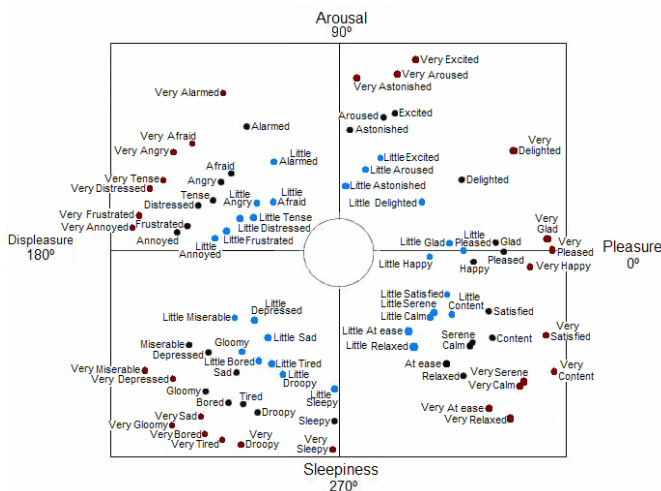 Arousal
90º
Very Excited
Very Aroused
Very Astonished
Very Alarmed
Aroused
Excited
Astonished
Alarmed
Very Afraid
Very Angry
Very
Delighted
Little Excited
Little
Alarmed
Little Aroused
Afraid
Angry
Very Tense
Very Distressed
Little Astonished
Delighted
Tense
Distressed
Little
Angry
Little
Afraid
Little Delighted
Very Frustrated
Very Annoyed
Frustrated
Annoyed
Little Tense
Little Distressed
Little Frustrated
Little
Annoyed
Very
Glad
Displeasure
180º
Little Glad
Little
Pleased
Glad
Pleased
Very
Pleased
Pleasure
0º
Little Happy
Happy
Very Happy
Little Satisfied
Little Serene
Little
Content
Little Calm
Satisfied
Little Miserable
Little
Depressed
Little At ease
Little Relaxed
Serene
Calm
Content
Very
Satisfied
Little Sad
Miserable
Depressed
Gloomy
Little Bored
Little Tired
Little
Droopy
Sad
At ease
Relaxed
Very Miserable
Very Depressed
Very Serene
Very Calm
Very
Content
Gloomy
Bored
Tired
Droopy
Little
Sleepy
Very Sad
Very Gloomy
Sleepy
Very At ease
Very Relaxed
Very Bored
Very Tired
Very
Droopy
Very
Sleepy
Sleepiness
270º